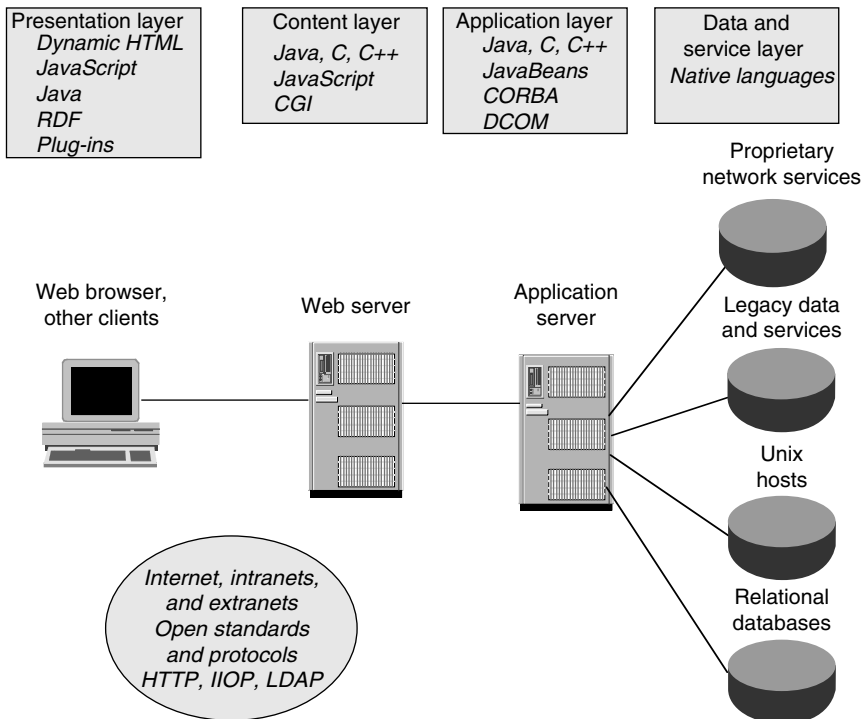 Presentation layer
Dynamic HTML
JavaScript
Java
RDF
Plug-ins
Content layer
Java, C, C++
JavaScript
CGI
Application layer
Java, C, C++
JavaBeans
CORBA
DCOM
Data and
service layer
Native languages
Proprietary
network services
Web browser,
other clients
Web server
Application
server
Legacy data
and services
Unix
hosts
Relational
databases
Internet, intranets,
and extranets
Open standards
and protocols
HTTP, IIOP, LDAP